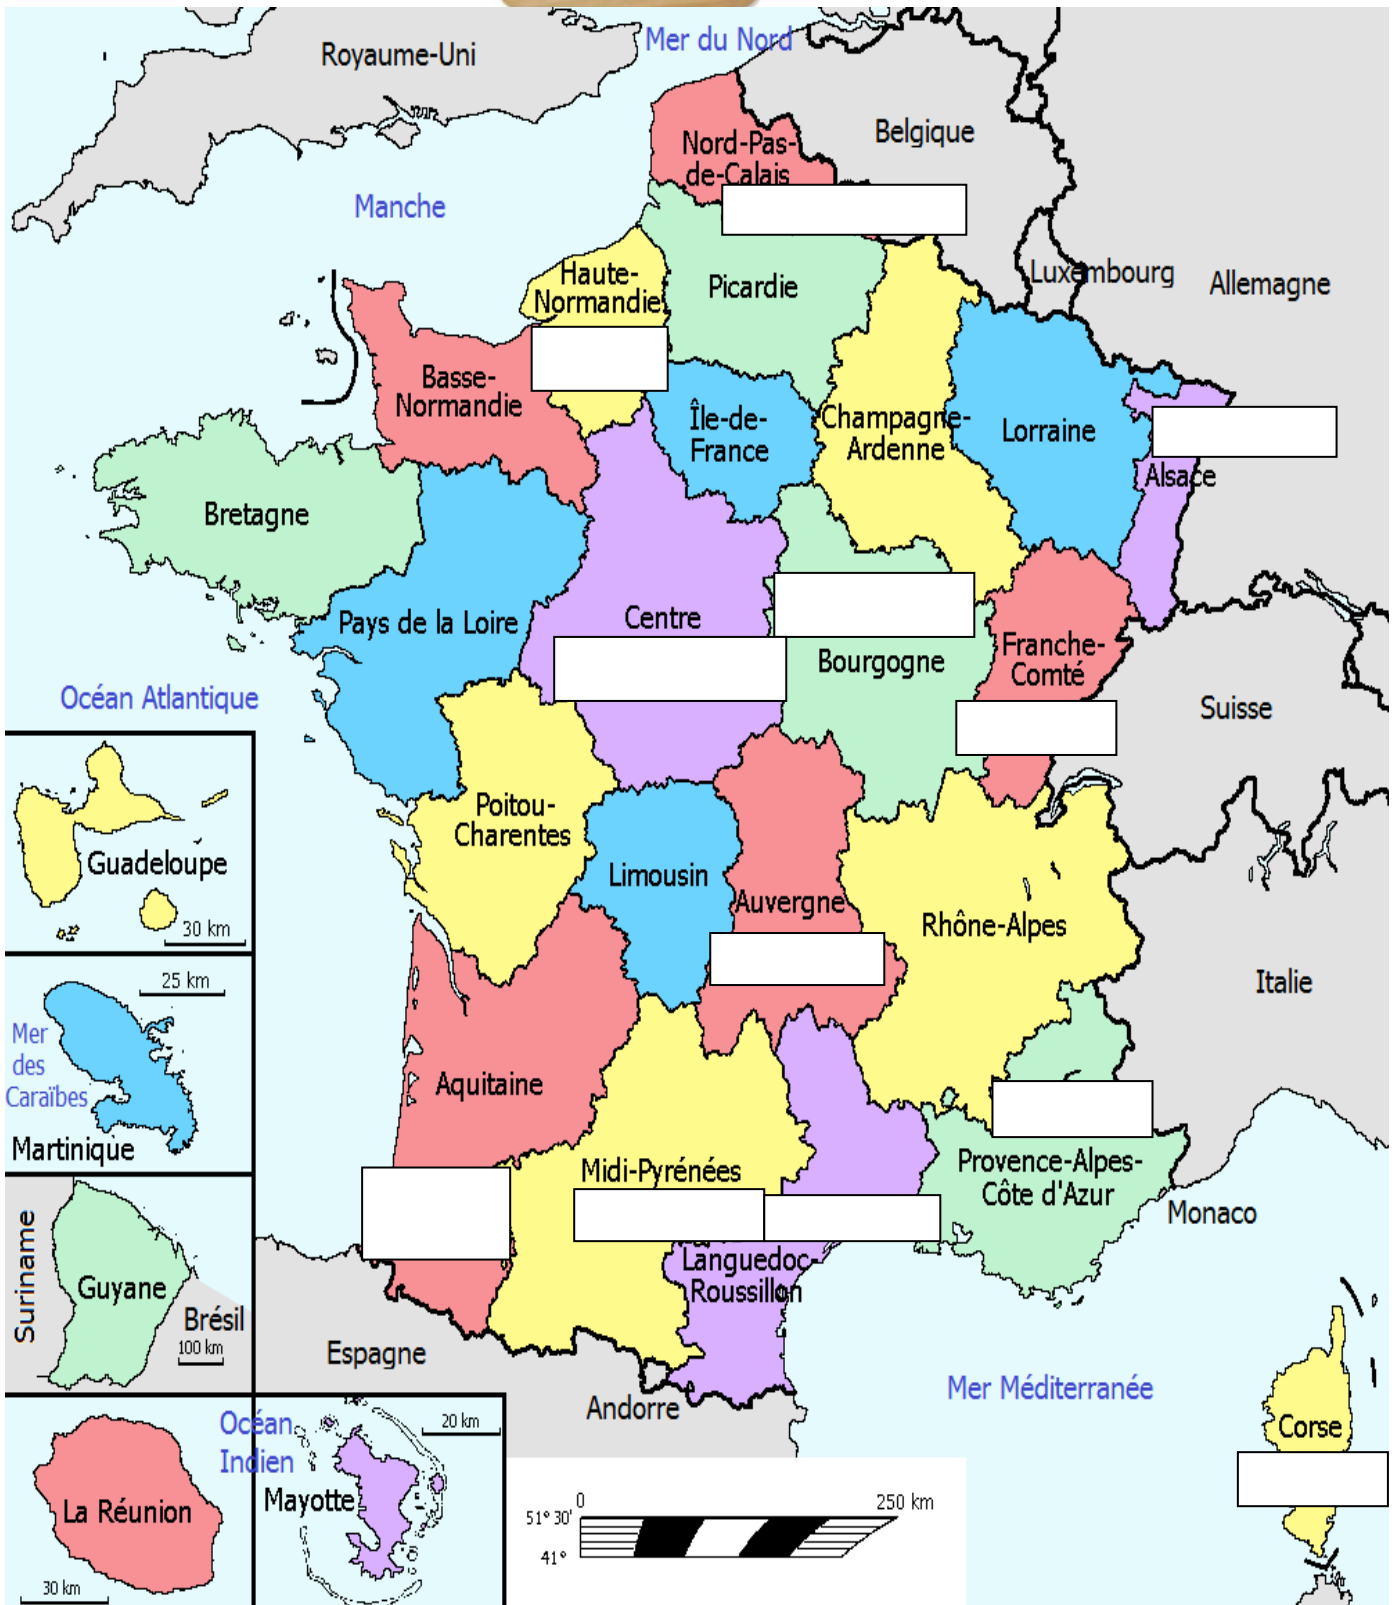 Royaume-Uni
Mer du Nord
Belgique
Nord-Pas-
de-Calais
Manche
Luxembourg
Allemagne
Haute-
Normandie
Picardie
Basse-
Normandie
Île-de-
France
Champagne-
Ardenne
Lorraine
Alsace
Bretagne
Pays de la Loire
Centre
Bourgogne
Franche-
Comté
Suisse
Océan Atlantique
Poitou-
Charentes
Limousin
Auvergne
Rhône-Alpes
Italie
Guadeloupe
30 km
25 km
Mer
des
Caraïbes
Martinique
Aquitaine
Midi-Pyrénées
Provence-Alpes-
Côte d'Azur
Monaco
Languedoc-
Roussillon
Suriname
Guyane
Brésil
100 km
Espagne
Andorre
Mer Méditerranée
Corse
Océan
Indien
20 km
La Réunion
Mayotte
30 km
0
250 km
51° 30'
41°